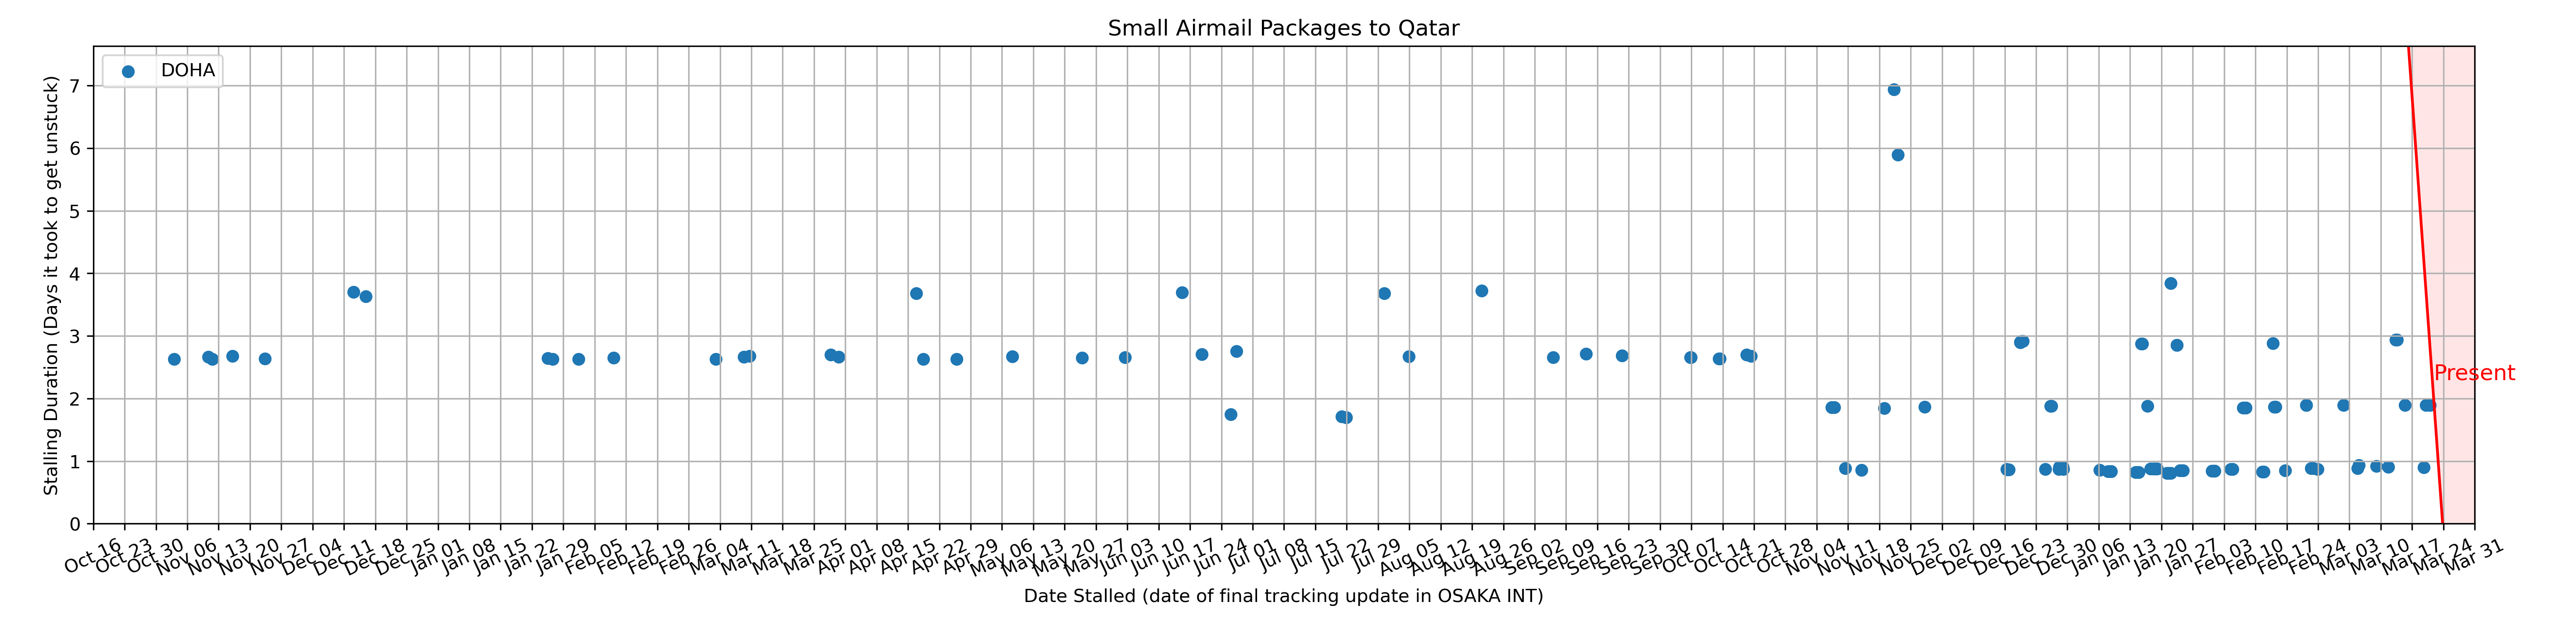 Small Airmail Packages to Qatar
DOHA
Stalling Duration (Days it took to get unstuck)
7
6
5
4
3
2
1
0
Present
Oct 16
Oct 23
Oct 30
Nov 06
Nov 13
Nov 20
Nov 27
Dec 04
Dec 11
Dec 18
Dec 25
Jan 01
Jan 08
Jan 15
Jan 22
Jan 29
Feb 05
Feb 12
Feb 19
Feb 26
Mar 04
Mar 11
Mar 18
Mar 25
Apr 01
Apr 08
Apr 15
Apr 22
Apr 29
May 06
May 13
May 20
May 27
Jun 03
Jun 10
Jun 17
Jun 24
Jul 01
Jul 08
Jul 15
Jul 22
Jul 29
Aug 05
Aug 12
Aug 19
Aug 26
Sep 02
Sep 09
Sep 16
Sep 23
Sep 30
Oct 07
Oct 14
Oct 21
Oct 28
Nov 04
Nov 11
Nov 18
Nov 25
Dec 02
Dec 09
Dec 16
Dec 23
Dec 30
Jan 06
Jan 13
Jan 20
Jan 27
Feb 03
Feb 10
Feb 17
Feb 24
Mar 03
Mar 10
Mar 17
Mar 24
Mar 31
Date Stalled (date of final tracking update in OSAKA INT)